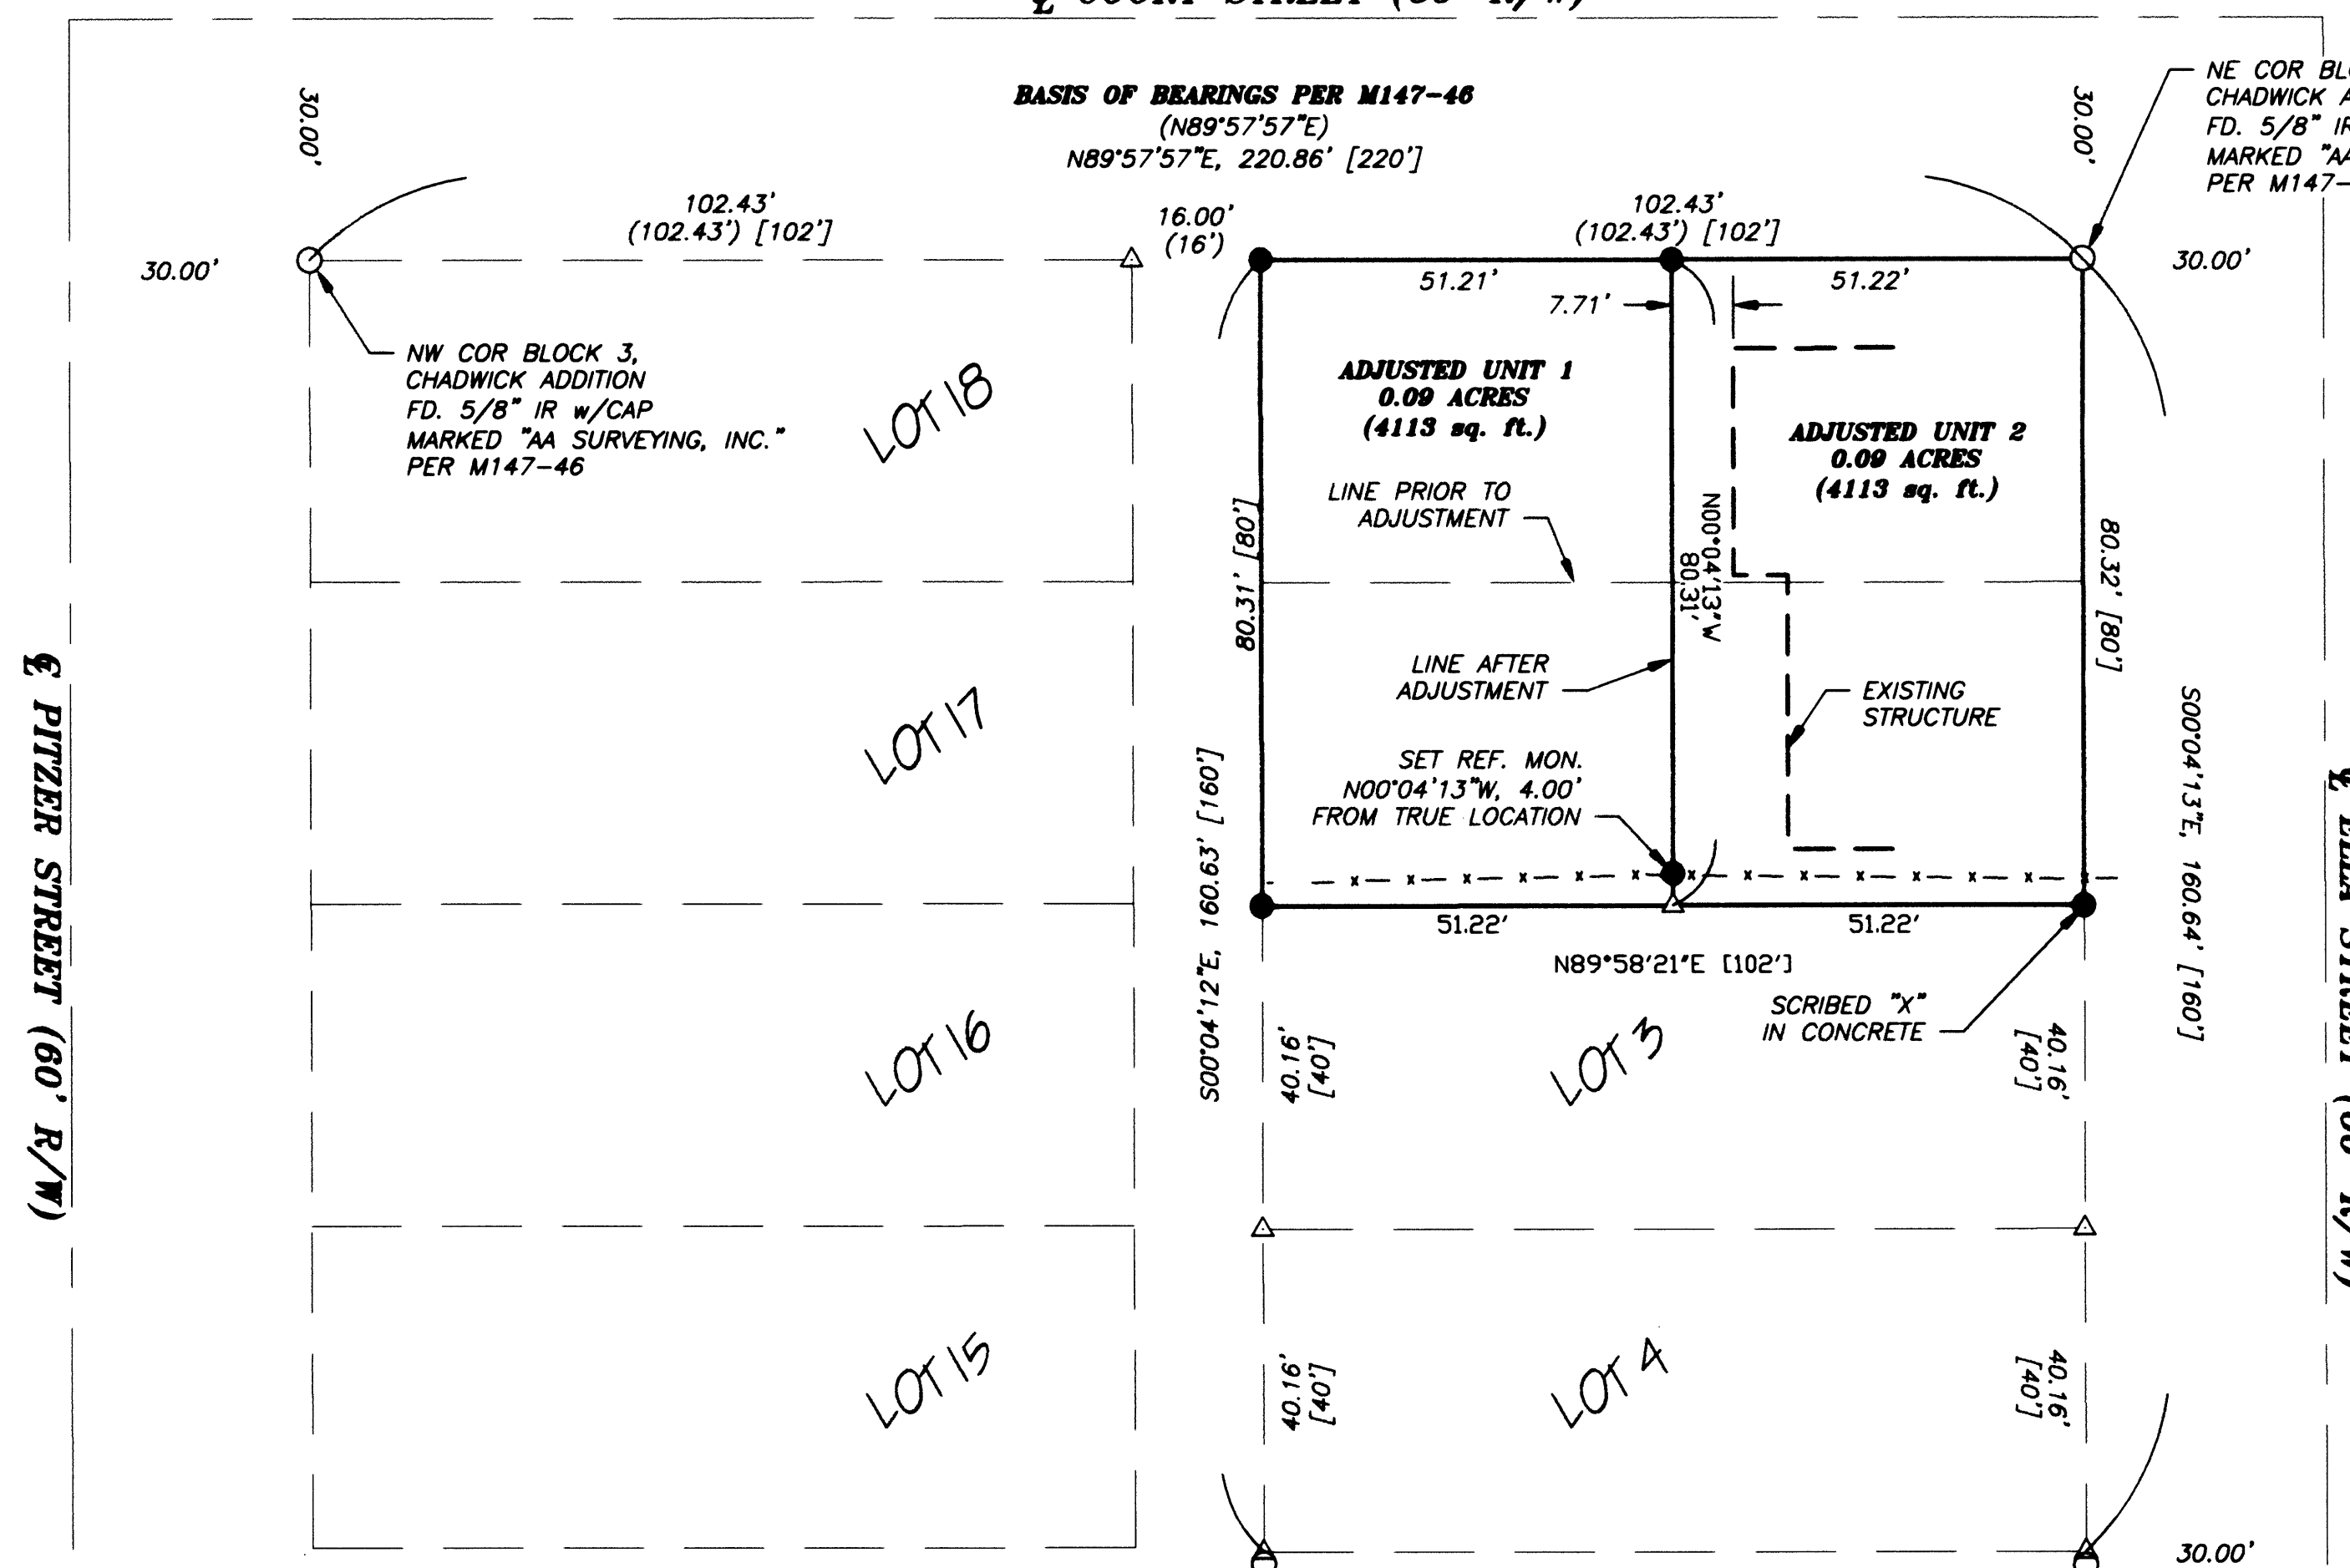 BASIS OF BEARINGS PER M147-46
(N89°57'57"E)
N89°57'57"E, 220.86' [220']
30.00'
30.00'
NE COR
CHADWICK
FD. 5/8"
MARKED
PER
102.43'
(102.43') [102']
16.00'
(16')
102.43'
(102.43') [102']
30.00'
30.00'
51.21'
51.22'
7.71'
NW COR BLOCK 3,
CHADWICK ADDITION
FD. 5/8" IR w/CAP
MARKED "AA SURVEYING, INC."
PER M147-46
LOT 18
ADJUSTED UNIT 1
0.09 ACRES
(4113 sq. ft.)
ADJUSTED UNIT 2
0.09 ACRES
(4113 sq. ft.)
LINE PRIOR TO
ADJUSTMENT
80.31' [80']
N00°04'13"W
80.31'
80.32' [80']
LINE AFTER
ADJUSTMENT
EXISTING
STRUCTURE
LOT 17
SET REF. MON.
N00°04'13"W, 4.00'
FROM TRUE LOCATION
℄ PITZER STREET (60' R/W)
S00°04'12"E, 160.63' [160']
S00°04'13"E, 160.64' [160']
51.22'
51.22'
N89°58'21"E [102']
SCRIBED "X"
IN CONCRETE
LOT 16
LOT 3
40.16'
[40']
40.16'
[40']
LOT 15
LOT 4
40.16'
[40']
40.16'
[40']
30.00'